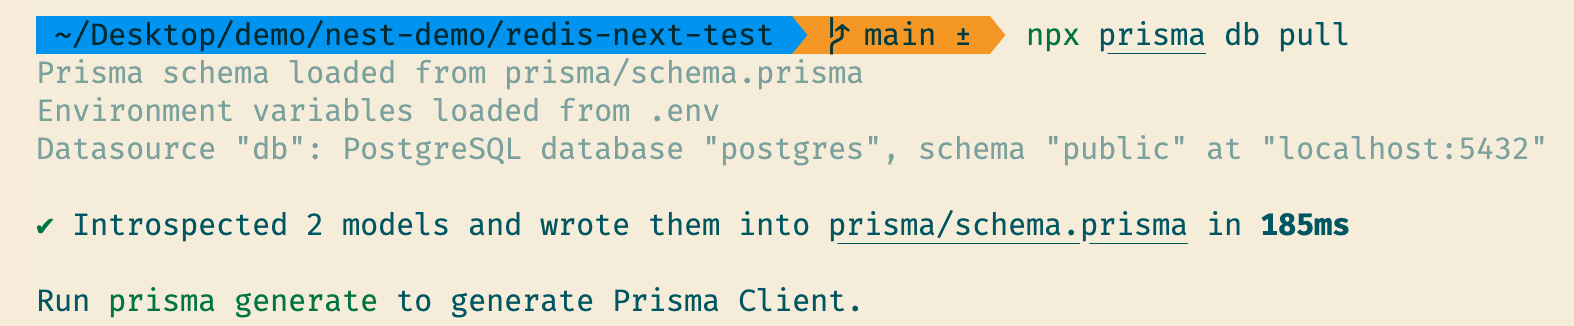 ~/Desktop/demo/nest-demo/redis-next-test main ± npx prisma db pull
Prisma schema loaded from prisma/schema.prisma
Environment variables loaded from .env
Datasource "db": PostgreSQL database "postgres", schema "public" at "localhost:5432"
✔ Introspected 2 models and wrote them into prisma/schema.prisma in 185ms
Run prisma generate to generate Prisma Client.